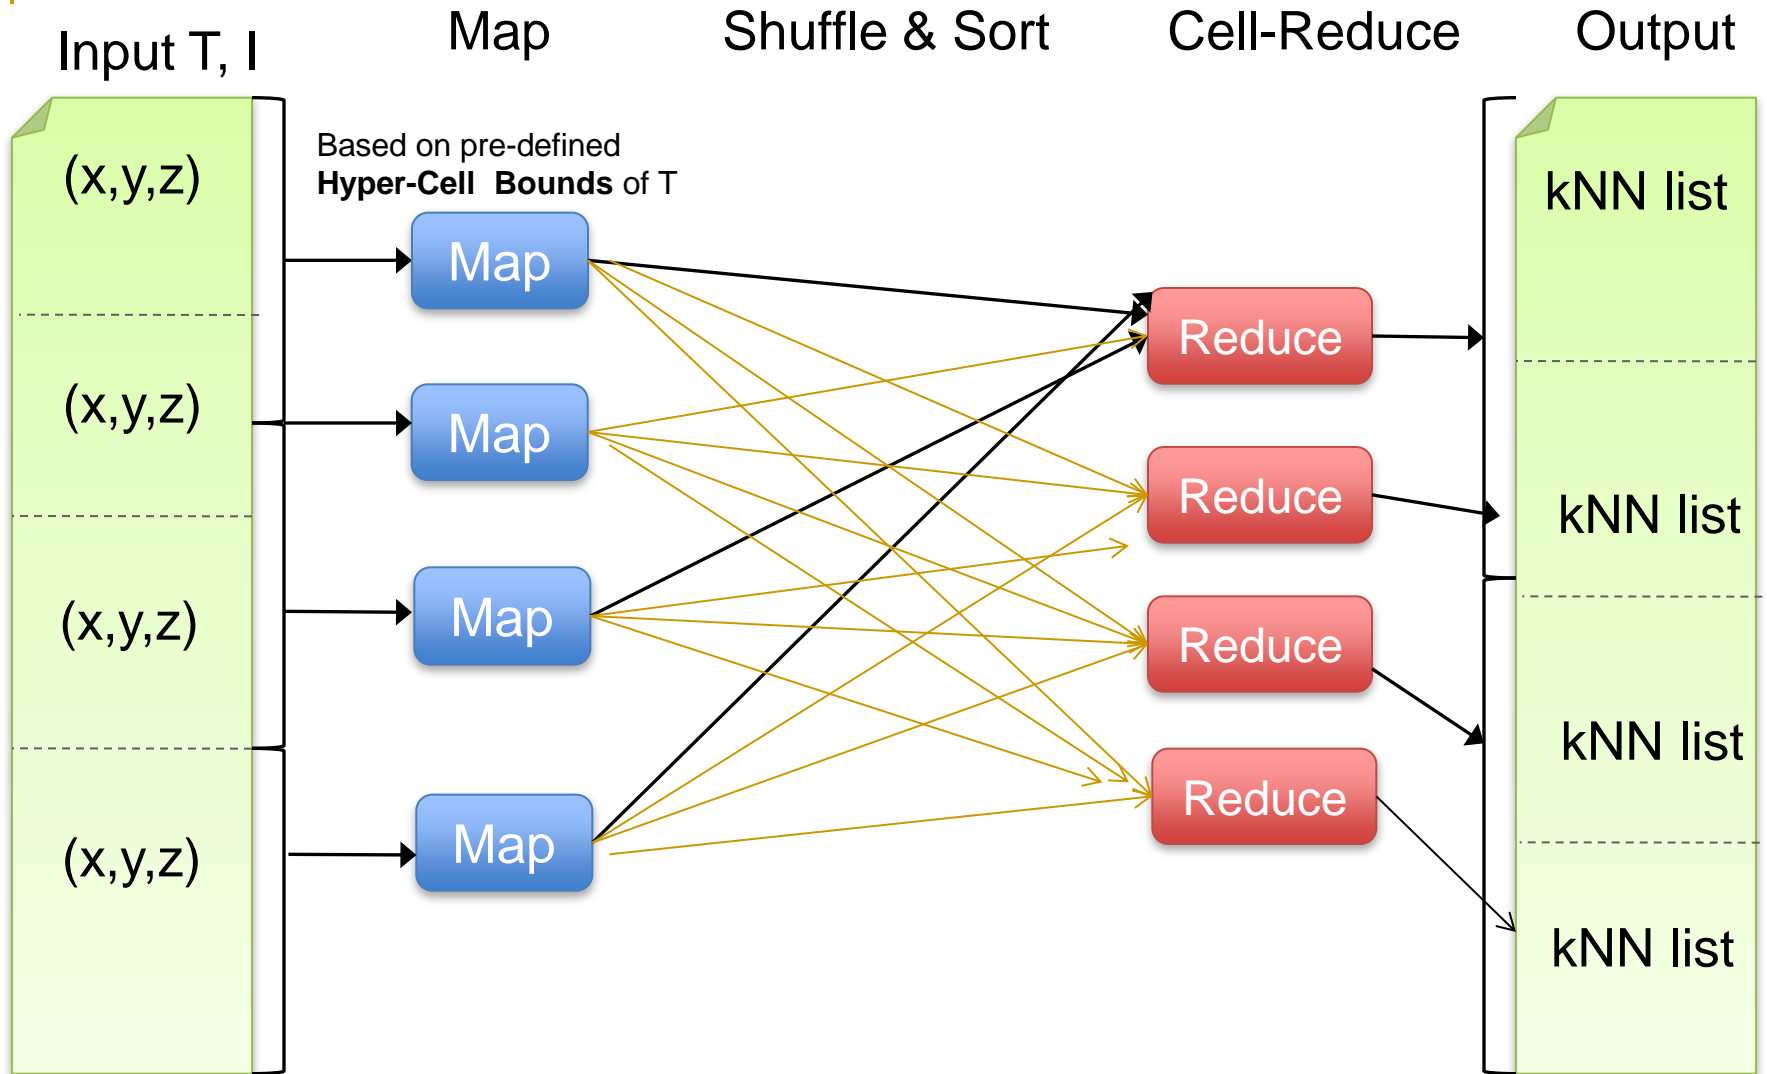 Input T, I
Map
Shuffle & Sort
Cell-Reduce
Output
Based on pre-defined
Hyper-Cell Bounds of T
(x,y,z)
(x,y,z)
(x,y,z)
(x,y,z)
Map
Map
Map
Map
Reduce
Reduce
Reduce
Reduce
kNN list
kNN list
kNN list
kNN list